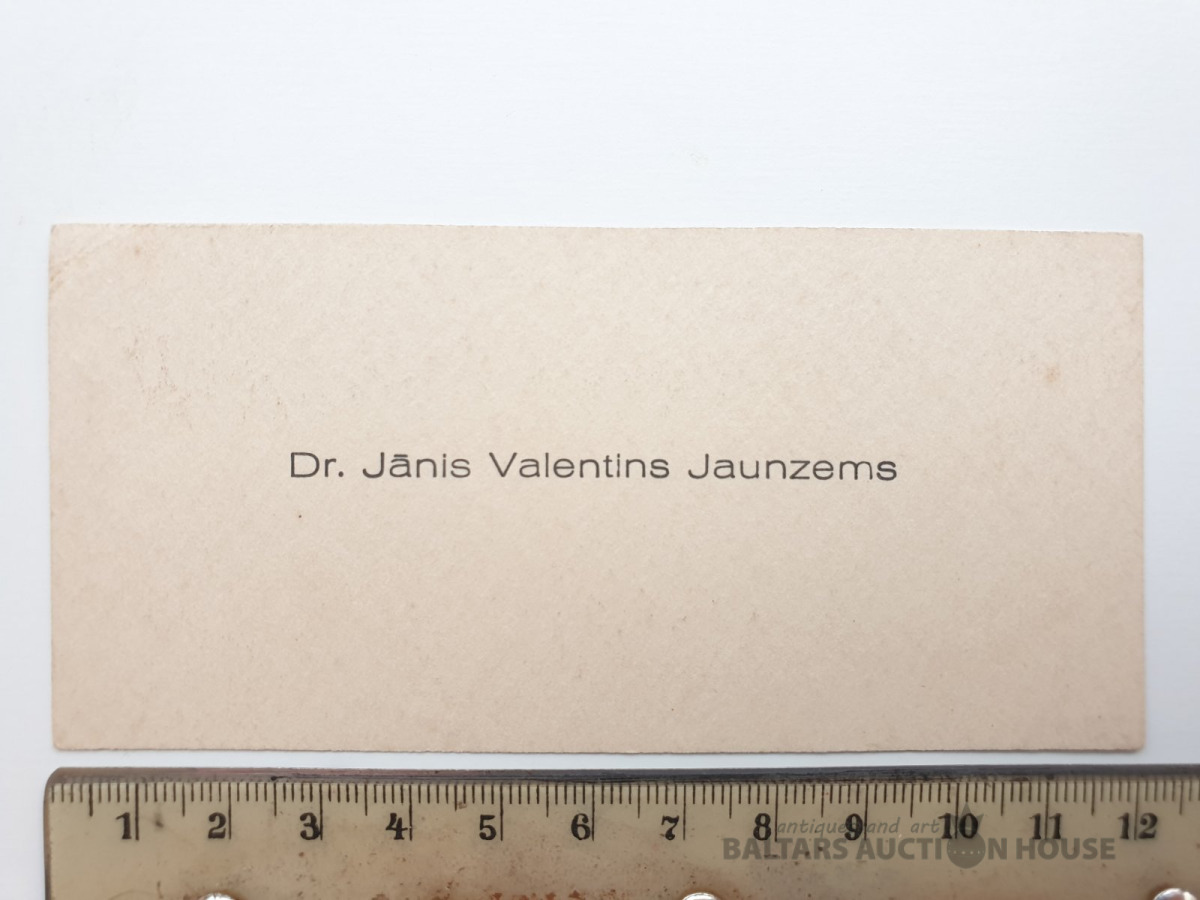 Dr. Jānis Valentins Jaunzems
1 2 3 4 5 6 7 8 9 10 11 12
antique and art
BALTARS AUCTION HOUSE